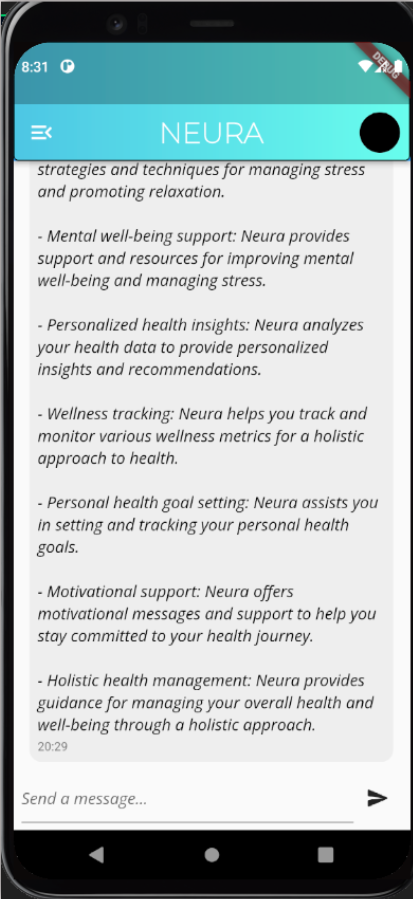 8:31
DEBUG
NEURA
strategies and techniques for managing stress
and promoting relaxation.
- Mental well-being support: Neura provides
support and resources for improving mental
well-being and managing stress.
- Personalized health insights: Neura analyzes
your health data to provide personalized
insights and recommendations.
- Wellness tracking: Neura helps you track and
monitor various wellness metrics for a holistic
approach to health.
- Personal health goal setting: Neura assists you
in setting and tracking your personal health
goals.
- Motivational support: Neura offers
motivational messages and support to help you
stay committed to your health journey.
- Holistic health management: Neura provides
guidance for managing your overall health and
well-being through a holistic approach.
20:29
Send a message...